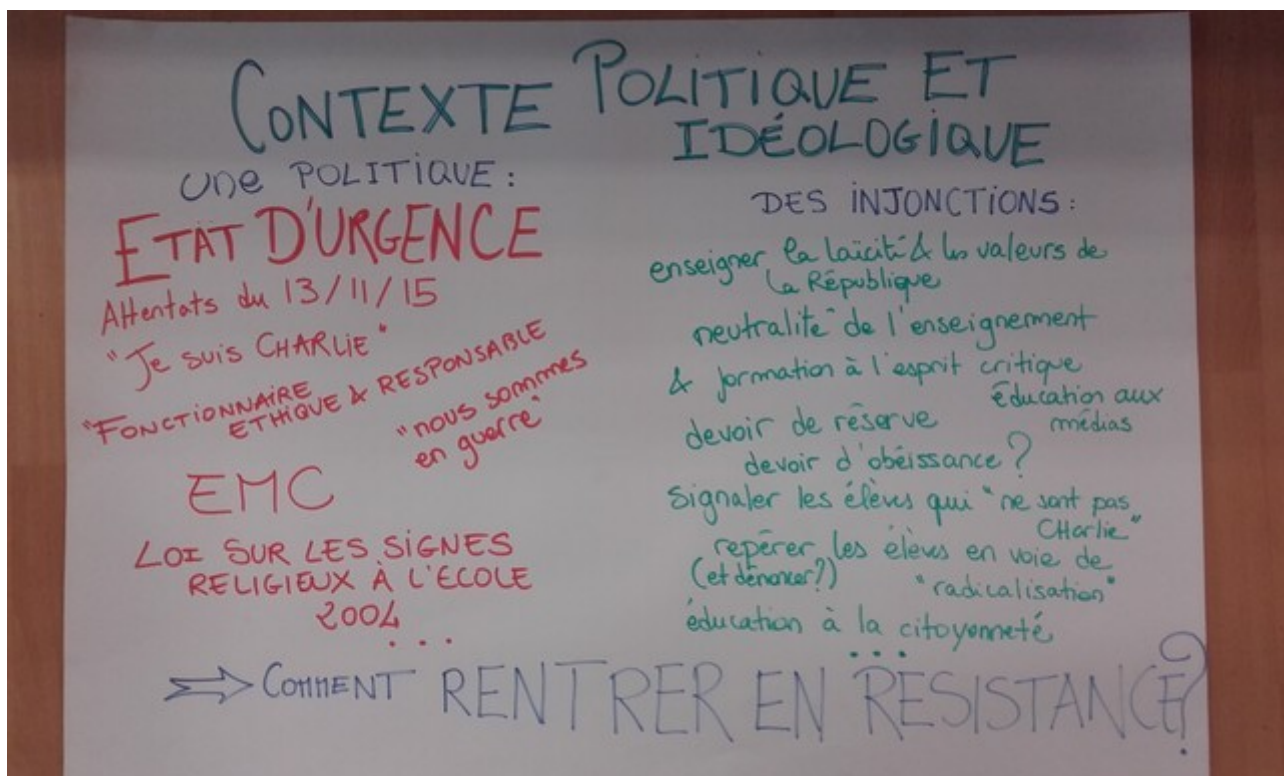 CONTEXTE POLITIQUE ET
IDÉOLOGIQUE
une POLITIQUE :
ETAT D'URGENCE
Attentats du 13/11/15
"Je suis CHARLIE"
"FONCTIONNAIRE
ETHIQUE & RESPONSABLE
"nous sommes
en guerre"
EMC
LOI SUR LES SIGNES
RELIGIEUX À L'ECOLE
2004
...
DES INJONCTIONS :
enseigner la laïcité & les valeurs de
la République
neutralité de l'enseignement
& formation à l'esprit critique
éducation aux
médias
devoir de réserve
devoir d'obéissance ?
Signaler les élèves qui "ne sont pas
CHarlie"
repérer les élèves en voie de
(et dénoncer?) "radicalisation"
éducation à la citoyenneté
...
⇒ COMMENT RENTRER EN RESISTANCE ?